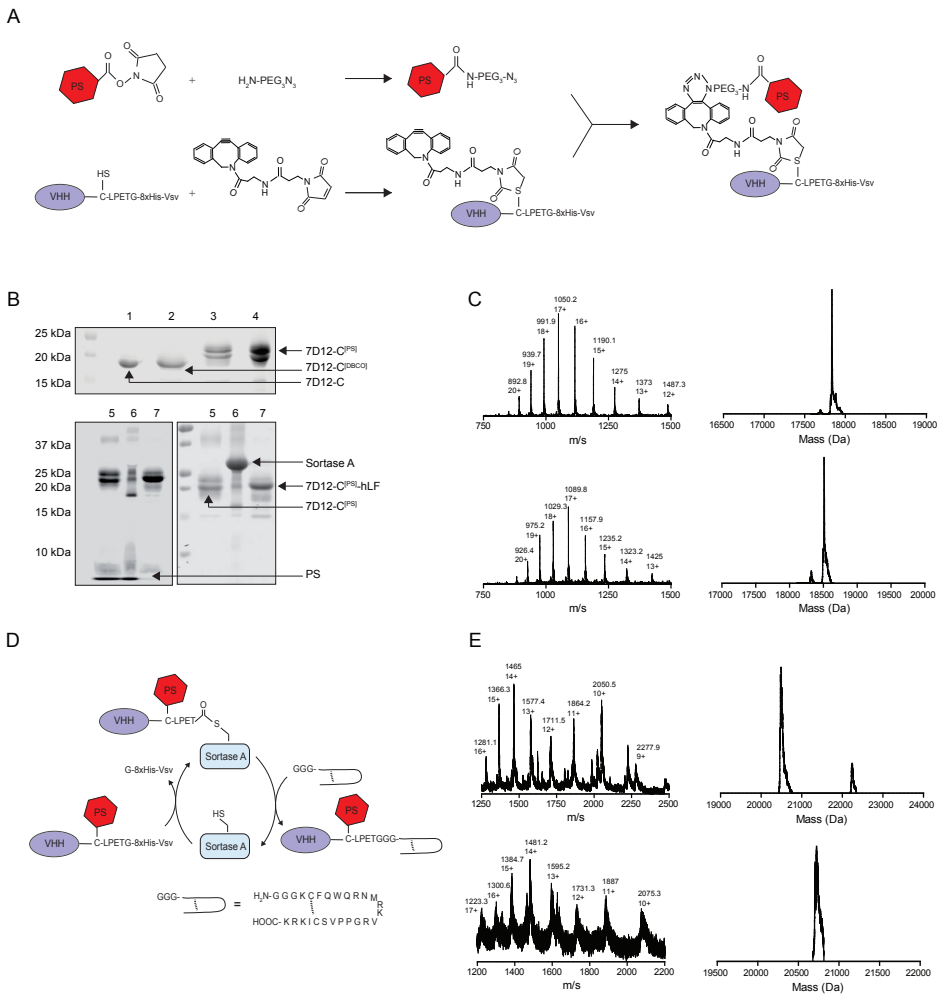 A
PS
O
O
N
O
O
+
H2N-PEG3N3
PS
O
N
H
-PEG3-N3
N
N
N
PEG3-N
H
O
PS
HS
VHH
C-LPETG-8xHis-Vsv
+
N
O
NH
O
N
O
O
N
O
NH
O
N
O
O
S
VHH
C-LPETG-8xHis-Vsv
N
O
NH
O
N
O
O
S
VHH
C-LPETG-8xHis-Vsv
B
1 2 3 4
25 kDa
20 kDa
15 kDa
7D12-C[PS]
7D12-C[DBCO]
7D12-C
5 6 7
5 6 7
37 kDa
25 kDa
20 kDa
15 kDa
10 kDa
Sortase A
7D12-C[PS]-hLF
7D12-C[PS]
PS
C
892.8
20+
939.7
19+
991.9
18+
1050.2
17+
16+
1190.1
15+
1275
14+
1373
13+
1487.3
12+
750 1000 1250 1500
m/s
16500 17000 17500 18000 18500 19000
Mass (Da)
926.4
20+
975.2
19+
1029.3
18+
1089.8
17+
1157.9
16+
1235.2
15+
1323.2
14+
1425
13+
750 1000 1250 1500
m/s
17000 17500 18000 18500 19000 19500 20000
Mass (Da)
D
PS
VHH
C-LPET
O
S
Sortase A
G-8xHis-Vsv
GGG-
PS
VHH
C-LPETG-8xHis-Vsv
HS
Sortase A
PS
VHH
C-LPETGGG-
GGG-
=
H2N-GGGKCFQWQRNM
R
K
HOOC-KRKICSVPPGRV
E
1281.1
16+
1366.3
15+
1465
14+
1577.4
13+
1711.5
12+
1864.2
11+
2050.5
10+
2277.9
9+
1250 1500 1750 2000 2250 2500
m/s
19000 20000 21000 22000 23000 24000
Mass (Da)
1223.3
17+
1300.6
16+
1384.7
15+
1481.2
14+
1595.2
13+
1731.3
12+
1887
11+
2075.3
10+
1200 1400 1600 1800 2000 2200
m/s
19500 20000 20500 21000 21500 22000
Mass (Da)